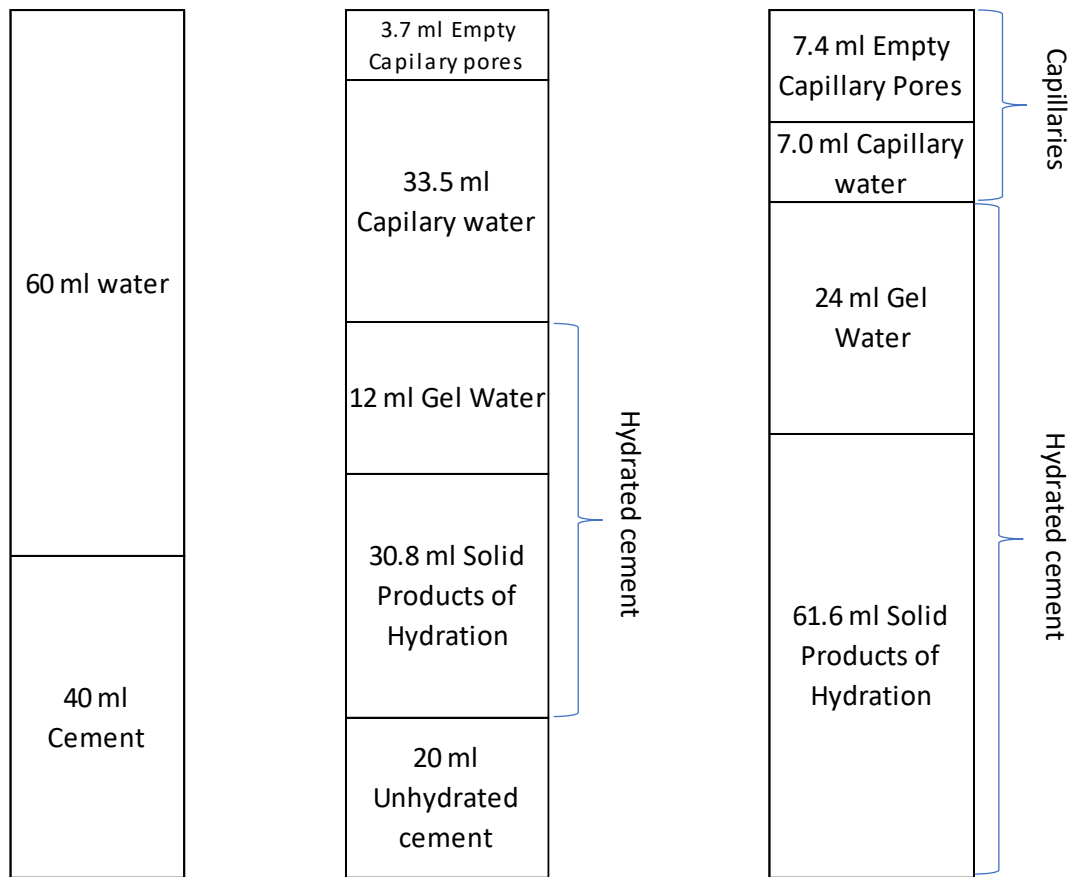 60 ml water
40 ml
Cement
3.7 ml Empty
Capilary pores
33.5 ml
Capilary water
12 ml Gel Water
30.8 ml Solid
Products of
Hydration
20 ml
Unhydrated
cement
Hydrated cement
7.4 ml Empty
Capillary Pores
7.0 ml Capillary
water
24 ml Gel
Water
61.6 ml Solid
Products of
Hydration
Capillaries
Hydrated cement